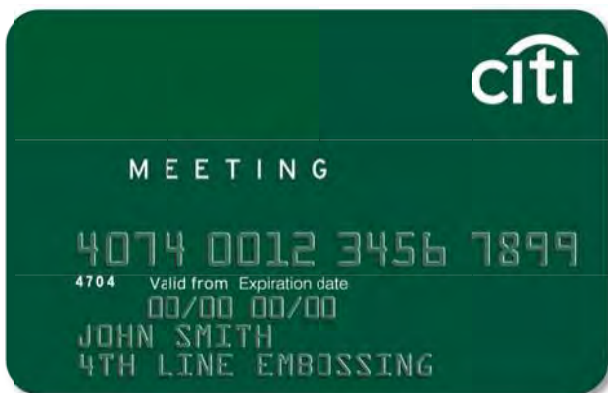 citi
MEETING
4074 0012 3456 7899
4704 Valid from Expiration date
00/00 00/00
JOHN SMITH
4TH LINE EMBOSSING